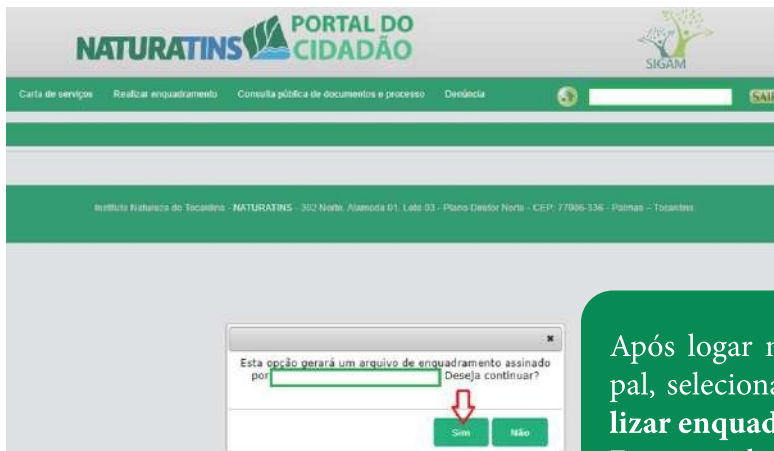 NATURATINS PORTAL DO CIDADÃO
SIGAM
Carta de serviços Realizar enquadramento Consulta pública de documentos e processo Denúncia SAIR
Instituto Natureza do Tocantins - NATURATINS - 302 Norte, Alameda 01, Lote 03 - Plano Diretor Norte - CEP: 77006-336 - Palmas – Tocantins.
Esta opção gerará um arquivo de enquadramento assinado
por Deseja continuar?
Sim Não
Após logar
pal, seleciona
lizar enquad